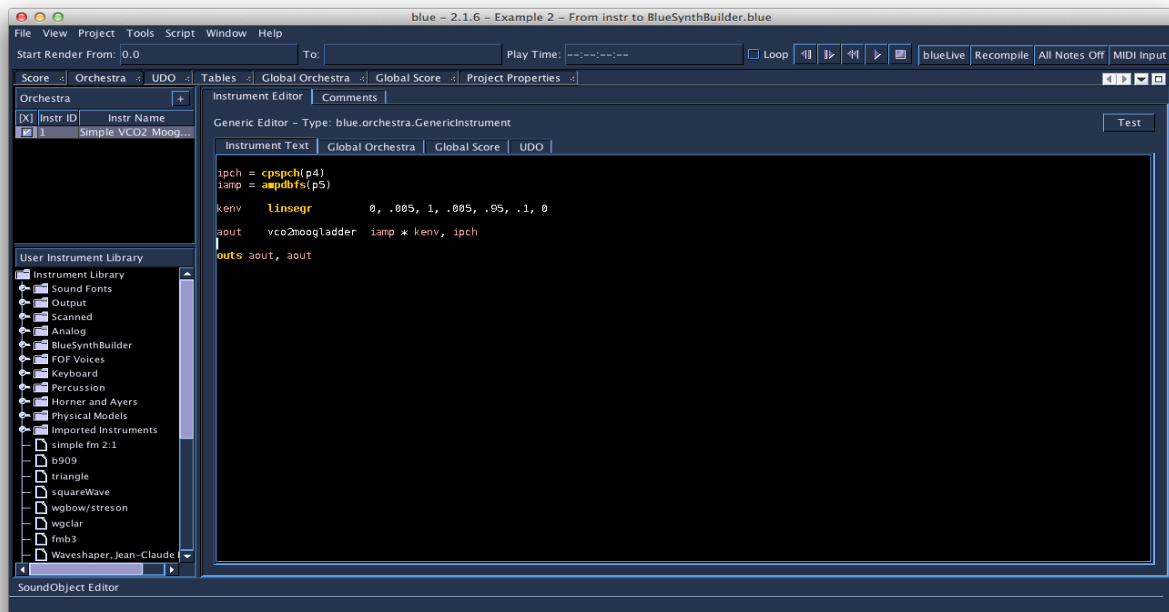 blue – 2.1.6 – Example 2 – From instr to BlueSynthBuilder.blue
File View Project Tools Script Window Help
Start Render From: 0.0 To: Play Time: --:--:--:-- Loop blueLive Recompile All Notes Off MIDI Input
Score Orchestra UDO Tables Global Orchestra Global Score Project Properties
Orchestra +
[X] Instr ID Instr Name
1 Simple VCO2 Moog...
Instrument Editor Comments
Generic Editor – Type: blue.orchestra.GenericInstrument Test
Instrument Text Global Orchestra Global Score UDO
ipch = cpspch(p4)
iamp = ampdbfs(p5)
kenv linsegr 0, .005, 1, .005, .95, .1, 0
aout vco2moogladder iamp * kenv, ipch
outs aout, aout
User Instrument Library
Instrument Library
Sound Fonts
Output
Scanned
Analog
BlueSynthBuilder
FOF Voices
Keyboard
Percussion
Horner and Ayers
Physical Models
Imported Instruments
simple fm 2:1
b909
triangle
squareWave
wgbow/streson
wgclar
fmb3
Waveshaper, Jean-Claude
SoundObject Editor